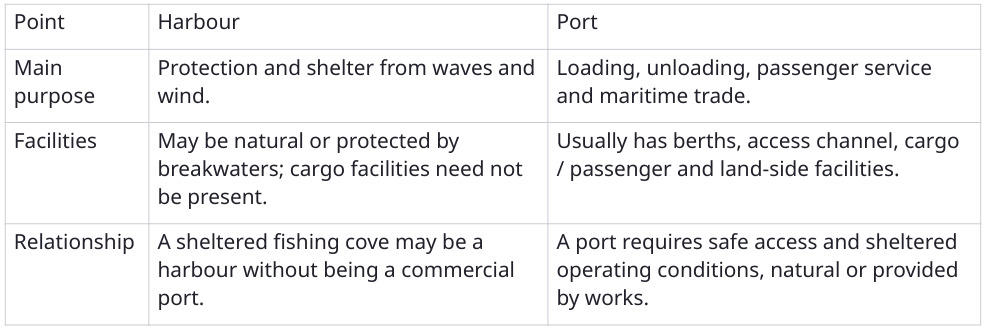 Point
Harbour
Port
Main
purpose
Protection and shelter from waves and
wind.
Loading, unloading, passenger service
and maritime trade.
Facilities
May be natural or protected by
breakwaters; cargo facilities need not
be present.
Usually has berths, access channel, cargo
/ passenger and land-side facilities.
Relationship
A sheltered fishing cove may be a
harbour without being a commercial
port.
A port requires safe access and sheltered
operating conditions, natural or provided
by works.